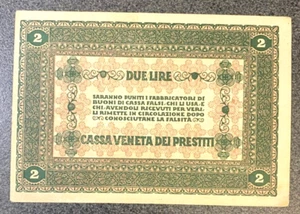 2 2
DUE LIRE
SARANNO PUNITI I FABBRICATORI DI
BUONI DI CASSA FALSI, CHI LI USA, E
CHI AVENDOLI RICEVUTI PER VERI,
LI RIMETTE IN CIRCOLAZIONE DOPO
CONOSCIUTANE LA FALSITÀ
CASSA VENETA DEI PRESTITI
2 2